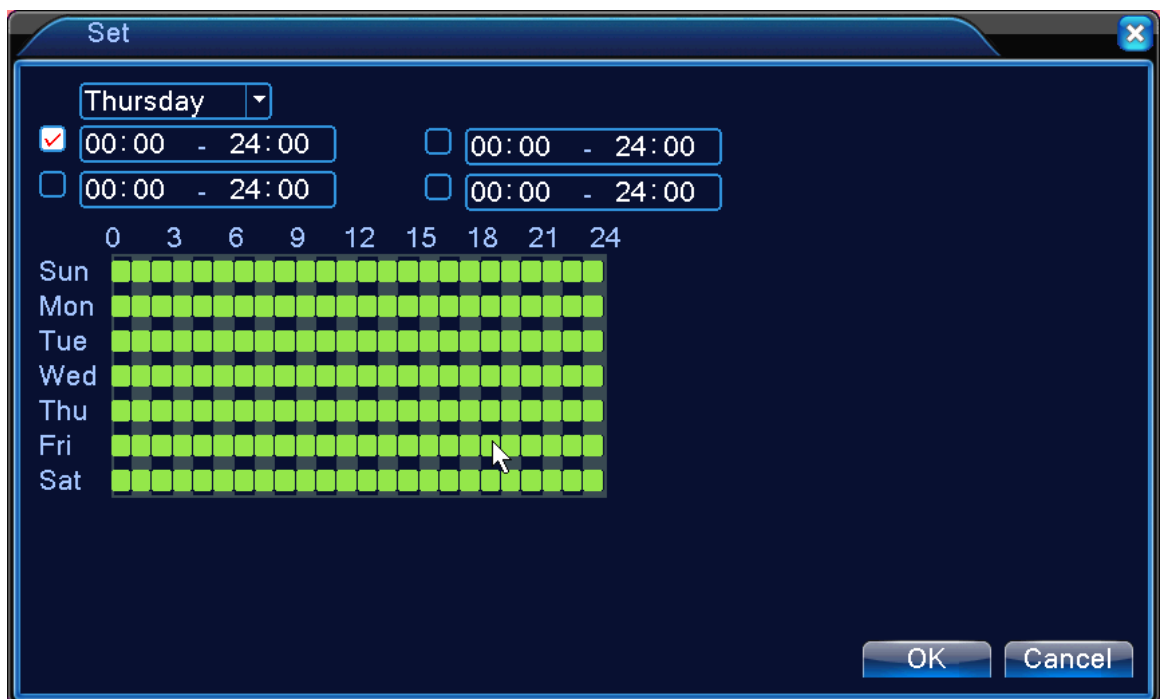 Set
Thursday
00:00 - 24:00 00:00 - 24:00
00:00 - 24:00 00:00 - 24:00
0 3 6 9 12 15 18 21 24
Sun
Mon
Tue
Wed
Thu
Fri
Sat
OK Cancel